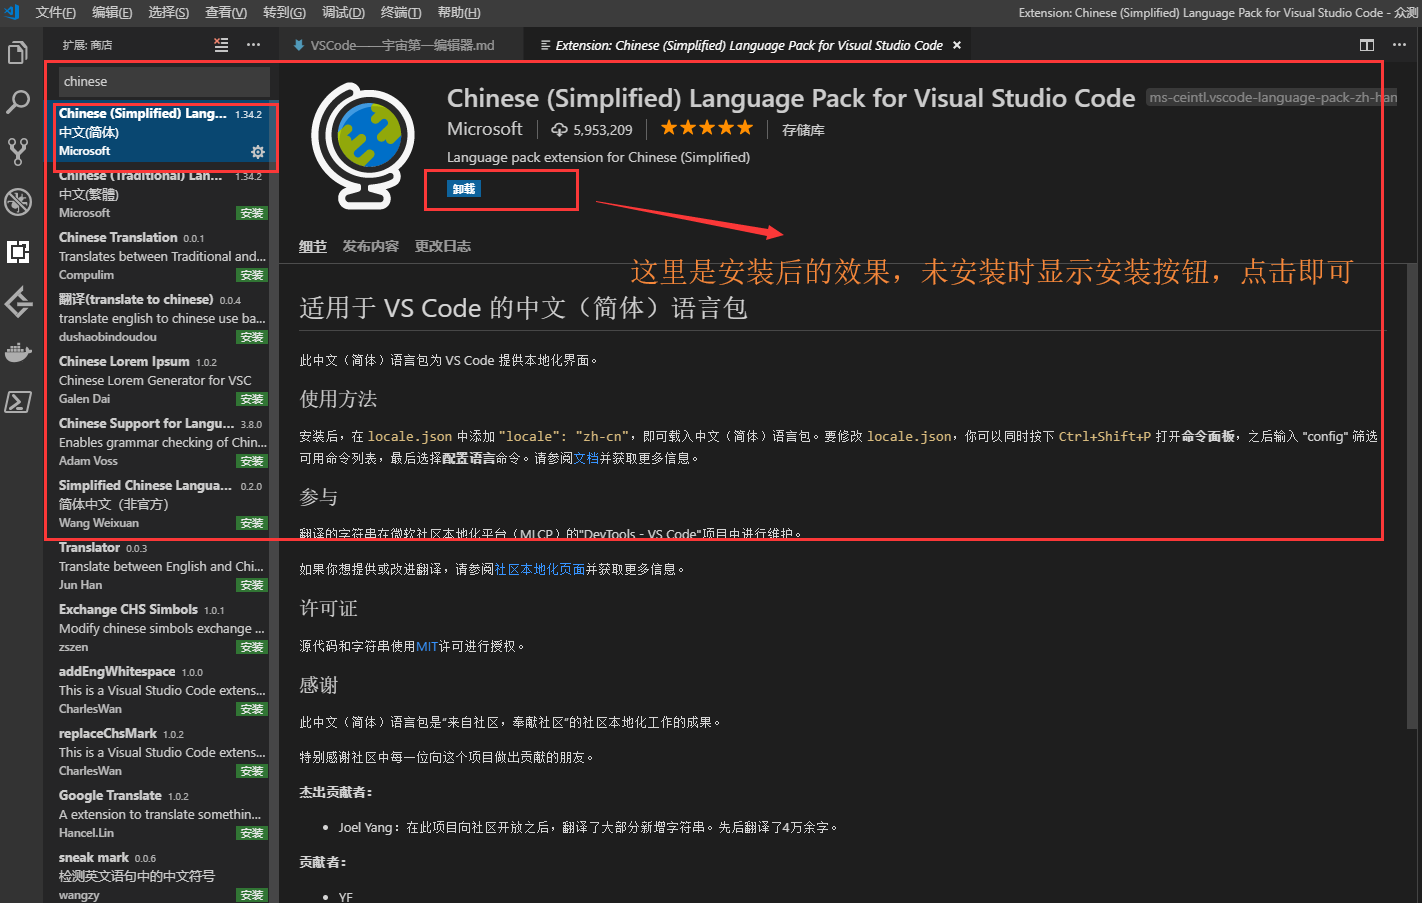 文件(F) 编辑(E) 选择(S) 查看(V) 转到(G) 调试(D) 终端(T) 帮助(H)
Extension: Chinese (Simplified) Language Pack for Visual Studio Code - 众测
扩展: 商店
VSCode——宇宙第一编辑器.md
Extension: Chinese (Simplified) Language Pack for Visual Studio Code
chinese
Chinese (Simplified) Lang... 1.34.2
中文(简体)
Microsoft
Chinese (Traditional) Lan... 1.34.2
中文(繁體)
Microsoft 安装
Chinese Translation 0.0.1
Translates between Traditional and...
Compulim 安装
翻译(translate to chinese) 0.0.4
translate english to chinese use ba...
dushaobindoudou 安装
Chinese Lorem Ipsum 1.0.2
Chinese Lorem Generator for VSC
Galen Dai 安装
Chinese Support for Langu... 3.8.0
Enables grammar checking of Chin...
Adam Voss 安装
Simplified Chinese Langua... 0.2.0
简体中文（非官方）
Wang Weixuan 安装
Translator 0.0.3
Translate between English and Chi...
Jun Han 安装
Exchange CHS Simbols 1.0.1
Modify chinese simbols exchange ...
zszen 安装
addEngWhitespace 1.0.0
This is a Visual Studio Code extens...
CharlesWan 安装
replaceChsMark 1.0.2
This is a Visual Studio Code extens...
CharlesWan 安装
Google Translate 1.0.2
A extension to translate somethin...
Hancel.Lin 安装
sneak mark 0.0.6
检测英文语句中的中文符号
wangzy 安装
Chinese (Simplified) Language Pack for Visual Studio Code ms-ceintl.vscode-language-pack-zh-han
Microsoft 5,953,209 存储库
Language pack extension for Chinese (Simplified)
卸载
细节 发布内容 更改日志
这里是安装后的效果，未安装时显示安装按钮，点击即可
适用于 VS Code 的中文（简体）语言包
此中文（简体）语言包为 VS Code 提供本地化界面。
使用方法
安装后，在 locale.json 中添加 "locale": "zh-cn"，即可载入中文（简体）语言包。要修改 locale.json，你可以同时按下 Ctrl+Shift+P 打开命令面板，之后输入 "config" 筛选
可用命令列表，最后选择配置语言命令。请参阅文档并获取更多信息。
参与
翻译的字符串在微软社区本地化平台（MLCP）的"DevTools - VS Code"项目中进行维护。
如果你想提供或改进翻译，请参阅社区本地化页面并获取更多信息。
许可证
源代码和字符串使用MIT许可进行授权。
感谢
此中文（简体）语言包是“来自社区，奉献社区”的社区本地化工作的成果。
特别感谢社区中每一位向这个项目做出贡献的朋友。
杰出贡献者：
• Joel Yang：在此项目向社区开放之后，翻译了大部分新增字符串。先后翻译了4万余字。
贡献者：
• YF